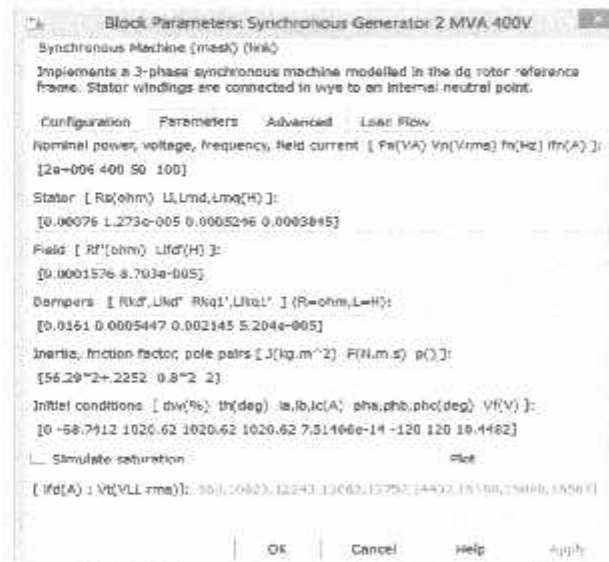 Block Parameters: Synchronous Generator 2 MVA 400V
Synchronous Machine (mask) (link)
Implements a 3-phase synchronous machine modelled in the dq rotor reference
frame. Stator windings are connected in wye to an internal neutral point.
Configuration Parameters Advanced Load Flow
Nominal power, voltage, frequency, field current [ Pn(VA) Vn(Vrms) fn(Hz) ifn(A) ]:
[2e+006 400 50 100]
Stator [ Rs(ohm) Ll,Lmd,Lmq(H) ]:
[0.00076 1.273e-005 0.0005246 0.0003845]
Field [ Rf'(ohm) Llfd'(H) ]:
[0.0001576 8.703e-005]
Dampers [ Rkd',Llkd' Rkq1',Llkq1' ] (R=ohm,L=H):
[0.0161 0.0005447 0.002145 5.204e-005]
Inertia, friction factor, pole pairs [ J(kg.m^2) F(N.m.s) p() ]:
[56.29*2+.2252 0.8*2 2]
Initial conditions [ dw(%) th(deg) ia,ib,ic(A) pha,phb,phc(deg) Vf(V) ]:
[0 -58.7412 1020.62 1020.62 1020.62 7.51466e-14 -120 120 18.4482]
Simulate saturation Plot
[ ifd(A) ; Vt(VLL rms)]:
OK Cancel Help Apply